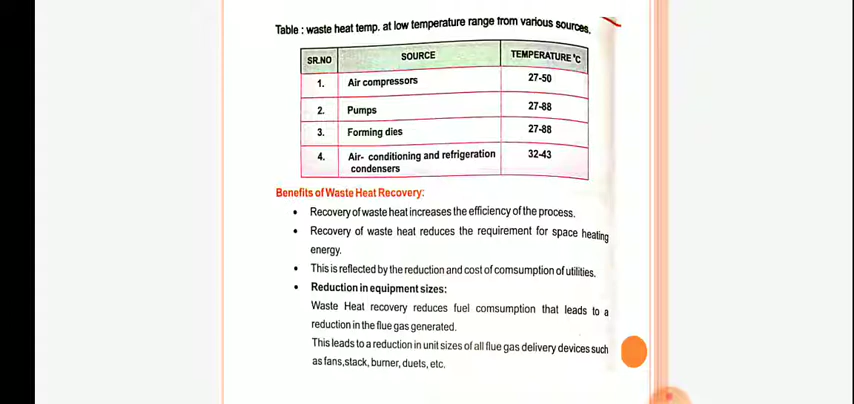 Table : waste heat temp. at low temperature range from various sources.
SR.NO SOURCE TEMPERATURE °C
1. Air compressors 27-50
2. Pumps 27-88
3. Forming dies 27-88
4. Air- conditioning and refrigeration 32-43
condensers
Benefits of Waste Heat Recovery:
• Recovery of waste heat increases the efficiency of the process.
• Recovery of waste heat reduces the requirement for space heating
energy.
• This is reflected by the reduction and cost of comsumption of utilities.
• Reduction in equipment sizes:
Waste Heat recovery reduces fuel comsumption that leads to a
reduction in the flue gas generated.
This leads to a reduction in unit sizes of all flue gas delivery devices such
as fans,stack, burner, duets, etc.